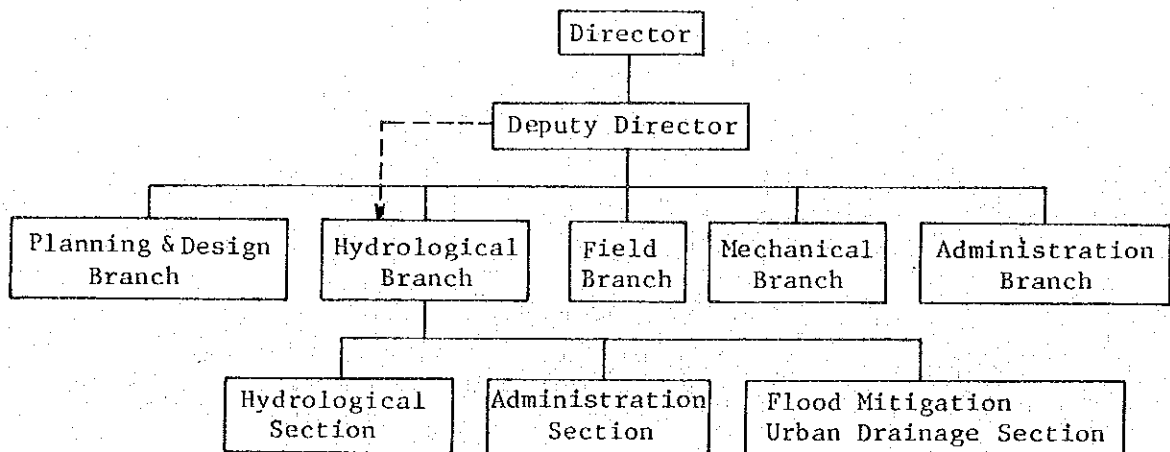 Director
Deputy Director
Planning & Design
Branch
Hydrological
Branch
Field
Branch
Mechanical
Branch
Administration
Branch
Hydrological
Section
Administration
Section
Flood Mitigation
Urban Drainage Section